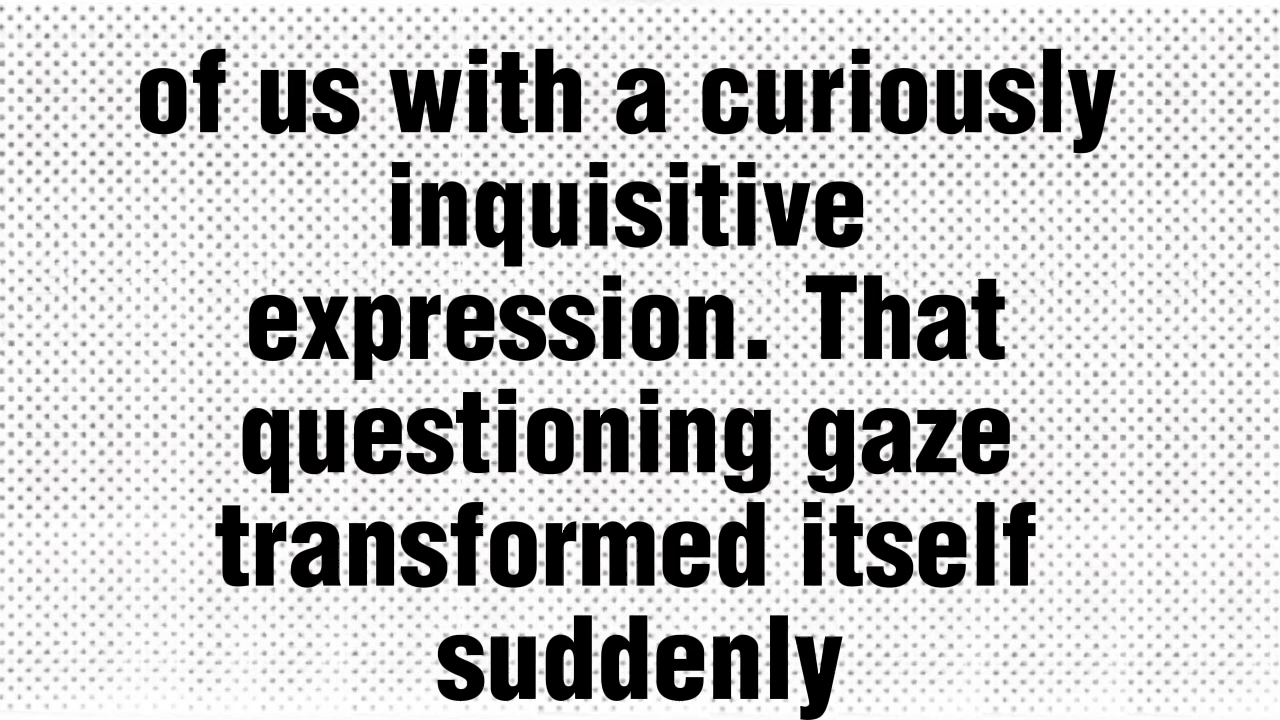 of us with a curiously
inquisitive
expression. That
questioning gaze
transformed itself
suddenly